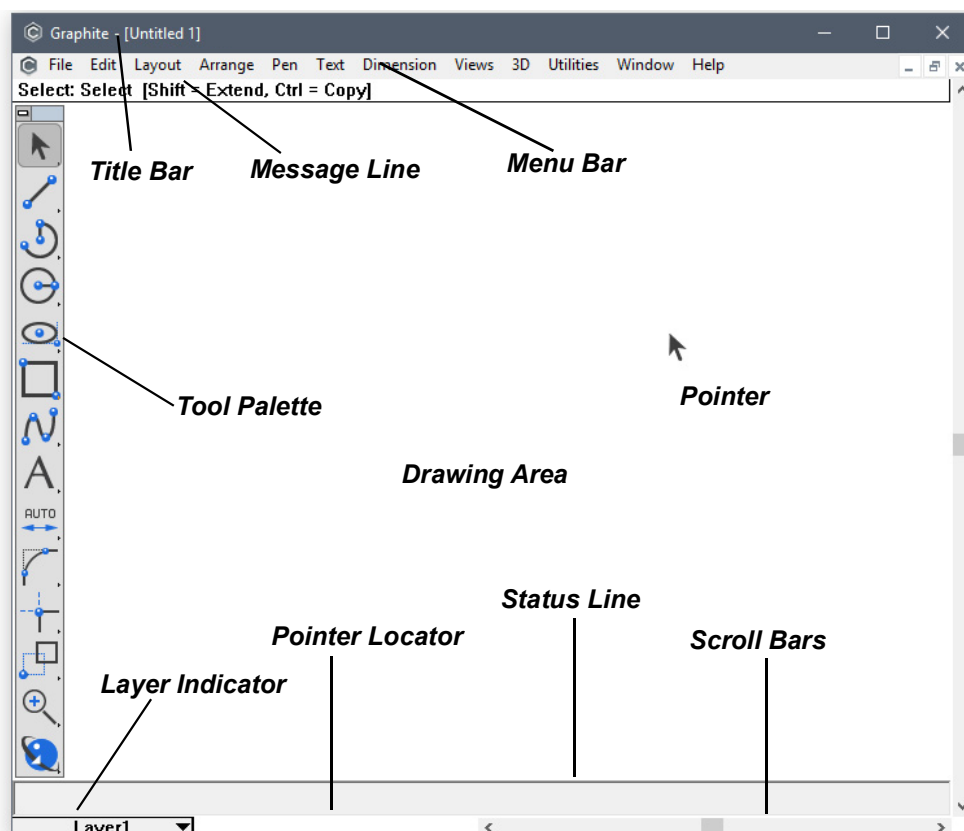 Graphite - [Untitled 1]
File Edit Layout Arrange Pen Text Dimension Views 3D Utilities Window Help
Select: Select [Shift = Extend, Ctrl = Copy]
Title Bar
Message Line
Menu Bar
Pointer
Tool Palette
A
Drawing Area
AUTO
Status Line
Pointer Locator
Scroll Bars
Layer Indicator
Layer1